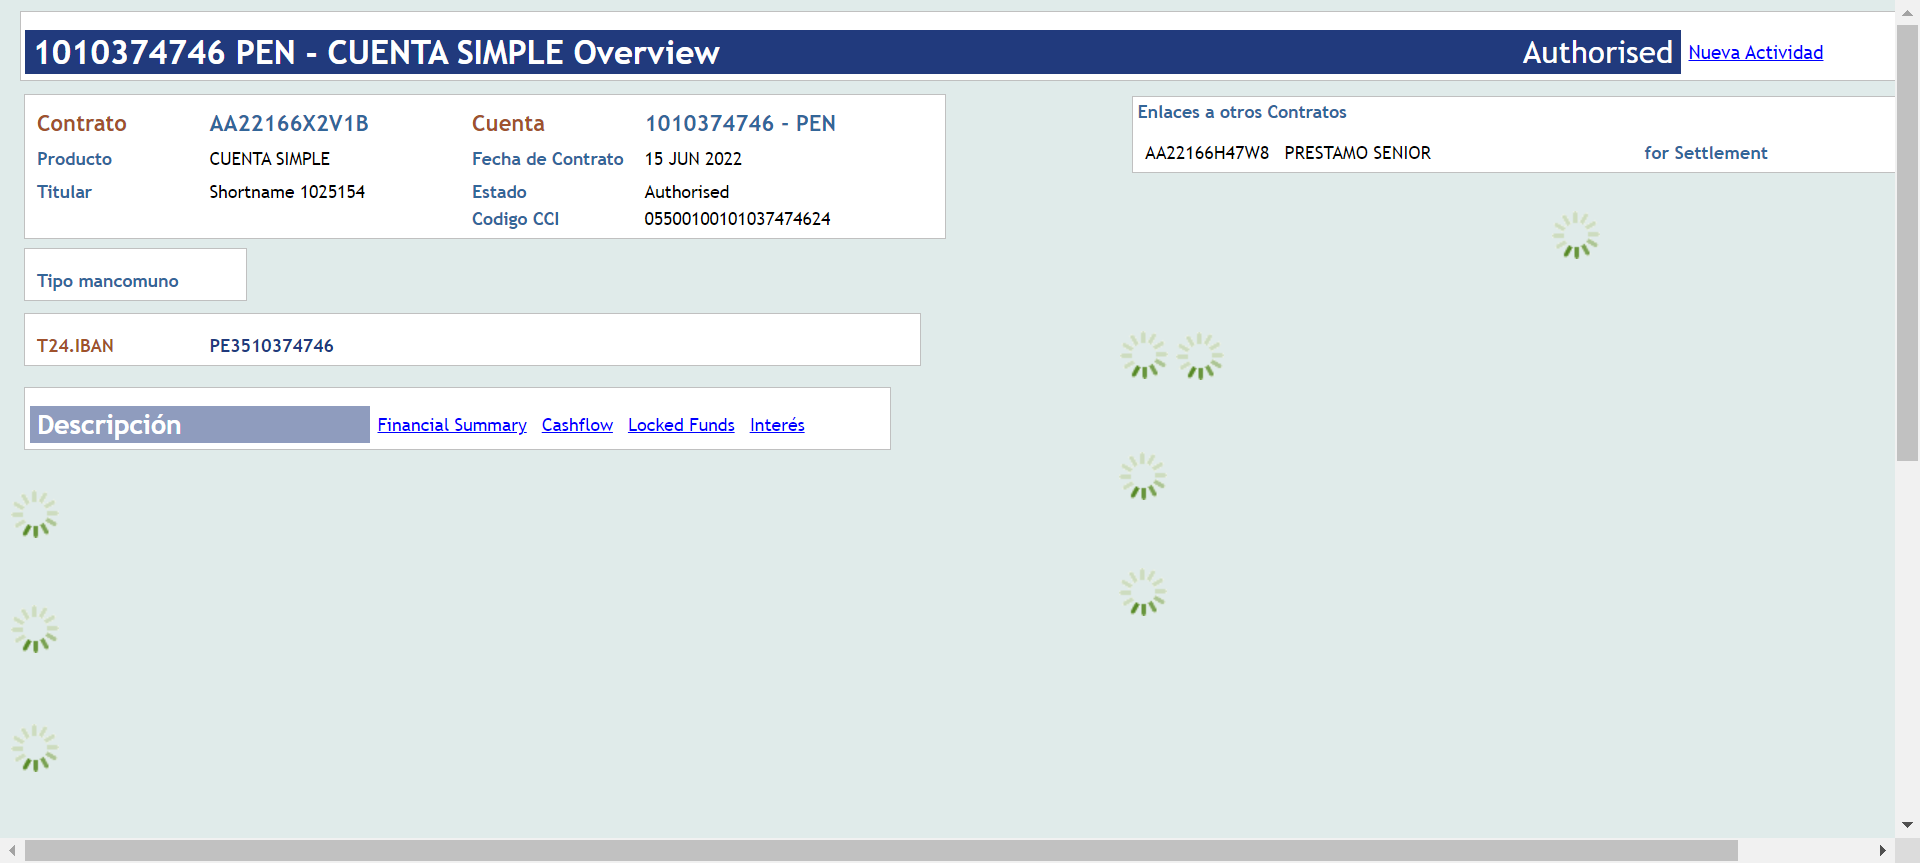 1010374746 PEN - CUENTA SIMPLE Overview Authorised Nueva Actividad
Contrato AA22166X2V1B Cuenta 1010374746 - PEN
Producto CUENTA SIMPLE Fecha de Contrato 15 JUN 2022
Titular Shortname 1025154 Estado Authorised
Codigo CCI 05500100101037474624
Enlaces a otros Contratos
AA22166H47W8 PRESTAMO SENIOR for Settlement
Tipo mancomuno
T24.IBAN PE3510374746
Descripción Financial Summary Cashflow Locked Funds Interés